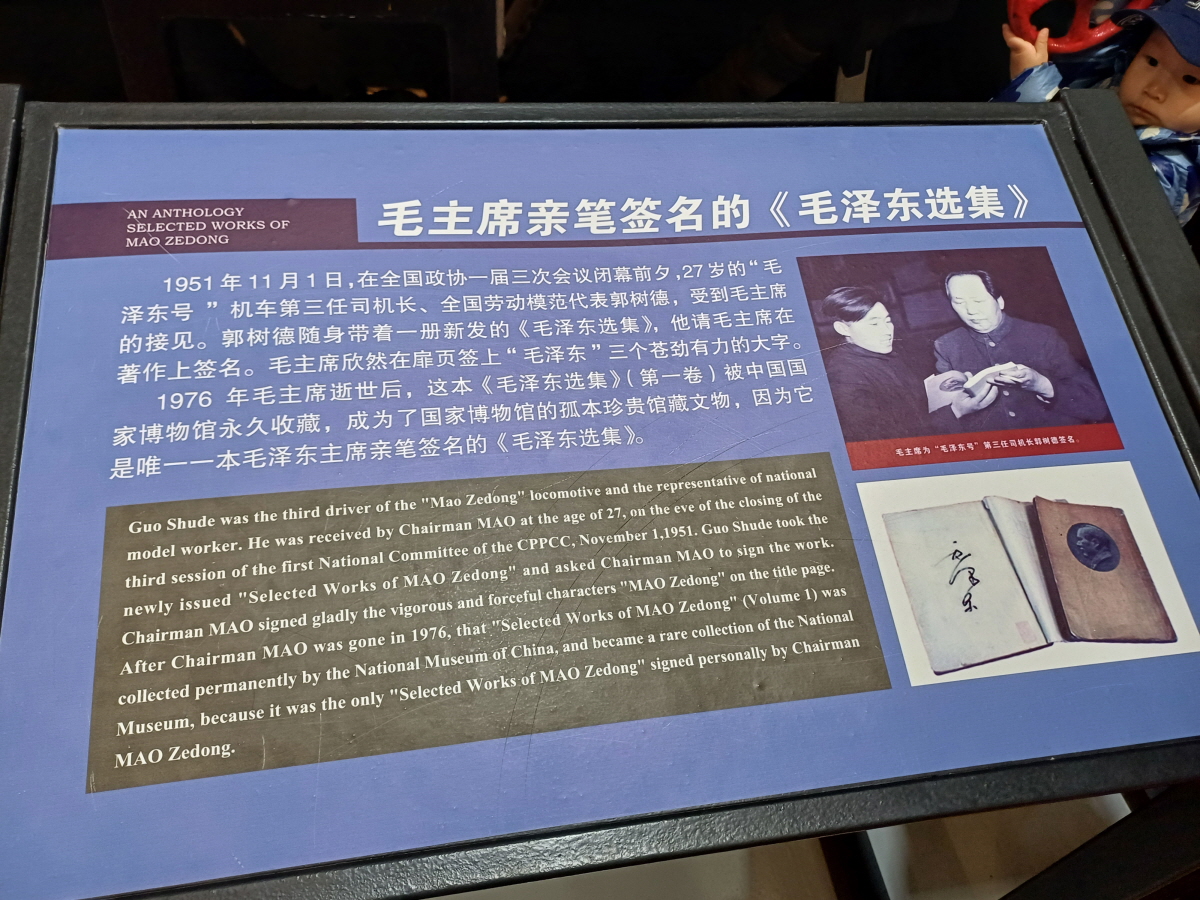 AN ANTHOLOGY
SELECTED WORKS OF
MAO ZEDONG
毛主席亲笔签名的《毛泽东选集》
1951年11月1日,在全国政协一届三次会议闭幕前夕,27岁的“毛
泽东号 ”机车第三任司机长、全国劳动模范代表郭树德，受到毛主席
的接见。郭树德随身带着一册新发的《毛泽东选集》，他请毛主席在
著作上签名。毛主席欣然在扉页签上“毛泽东”三个苍劲有力的大字。
1976 年毛主席逝世后，这本《毛泽东选集》（第一卷）被中国国
家博物馆永久收藏，成为了国家博物馆的孤本珍贵馆藏文物，因为它
是唯一一本毛泽东主席亲笔签名的《毛泽东选集》。
毛主席为“毛泽东号”第三任司机长郭树德签名。
毛泽东
Guo Shude was the third driver of the "Mao Zedong" locomotive and the representative of national
model worker. He was received by Chairman MAO at the age of 27, on the eve of the closing of the
third session of the first National Committee of the CPPCC, November 1,1951. Guo Shude took the
newly issued "Selected Works of MAO Zedong" and asked Chairman MAO to sign the work.
Chairman MAO signed gladly the vigorous and forceful characters "MAO Zedong" on the title page.
After Chairman MAO was gone in 1976, that "Selected Works of MAO Zedong" (Volume 1) was
collected permanently by the National Museum of China, and became a rare collection of the National
Museum, because it was the only "Selected Works of MAO Zedong" signed personally by Chairman
MAO Zedong.